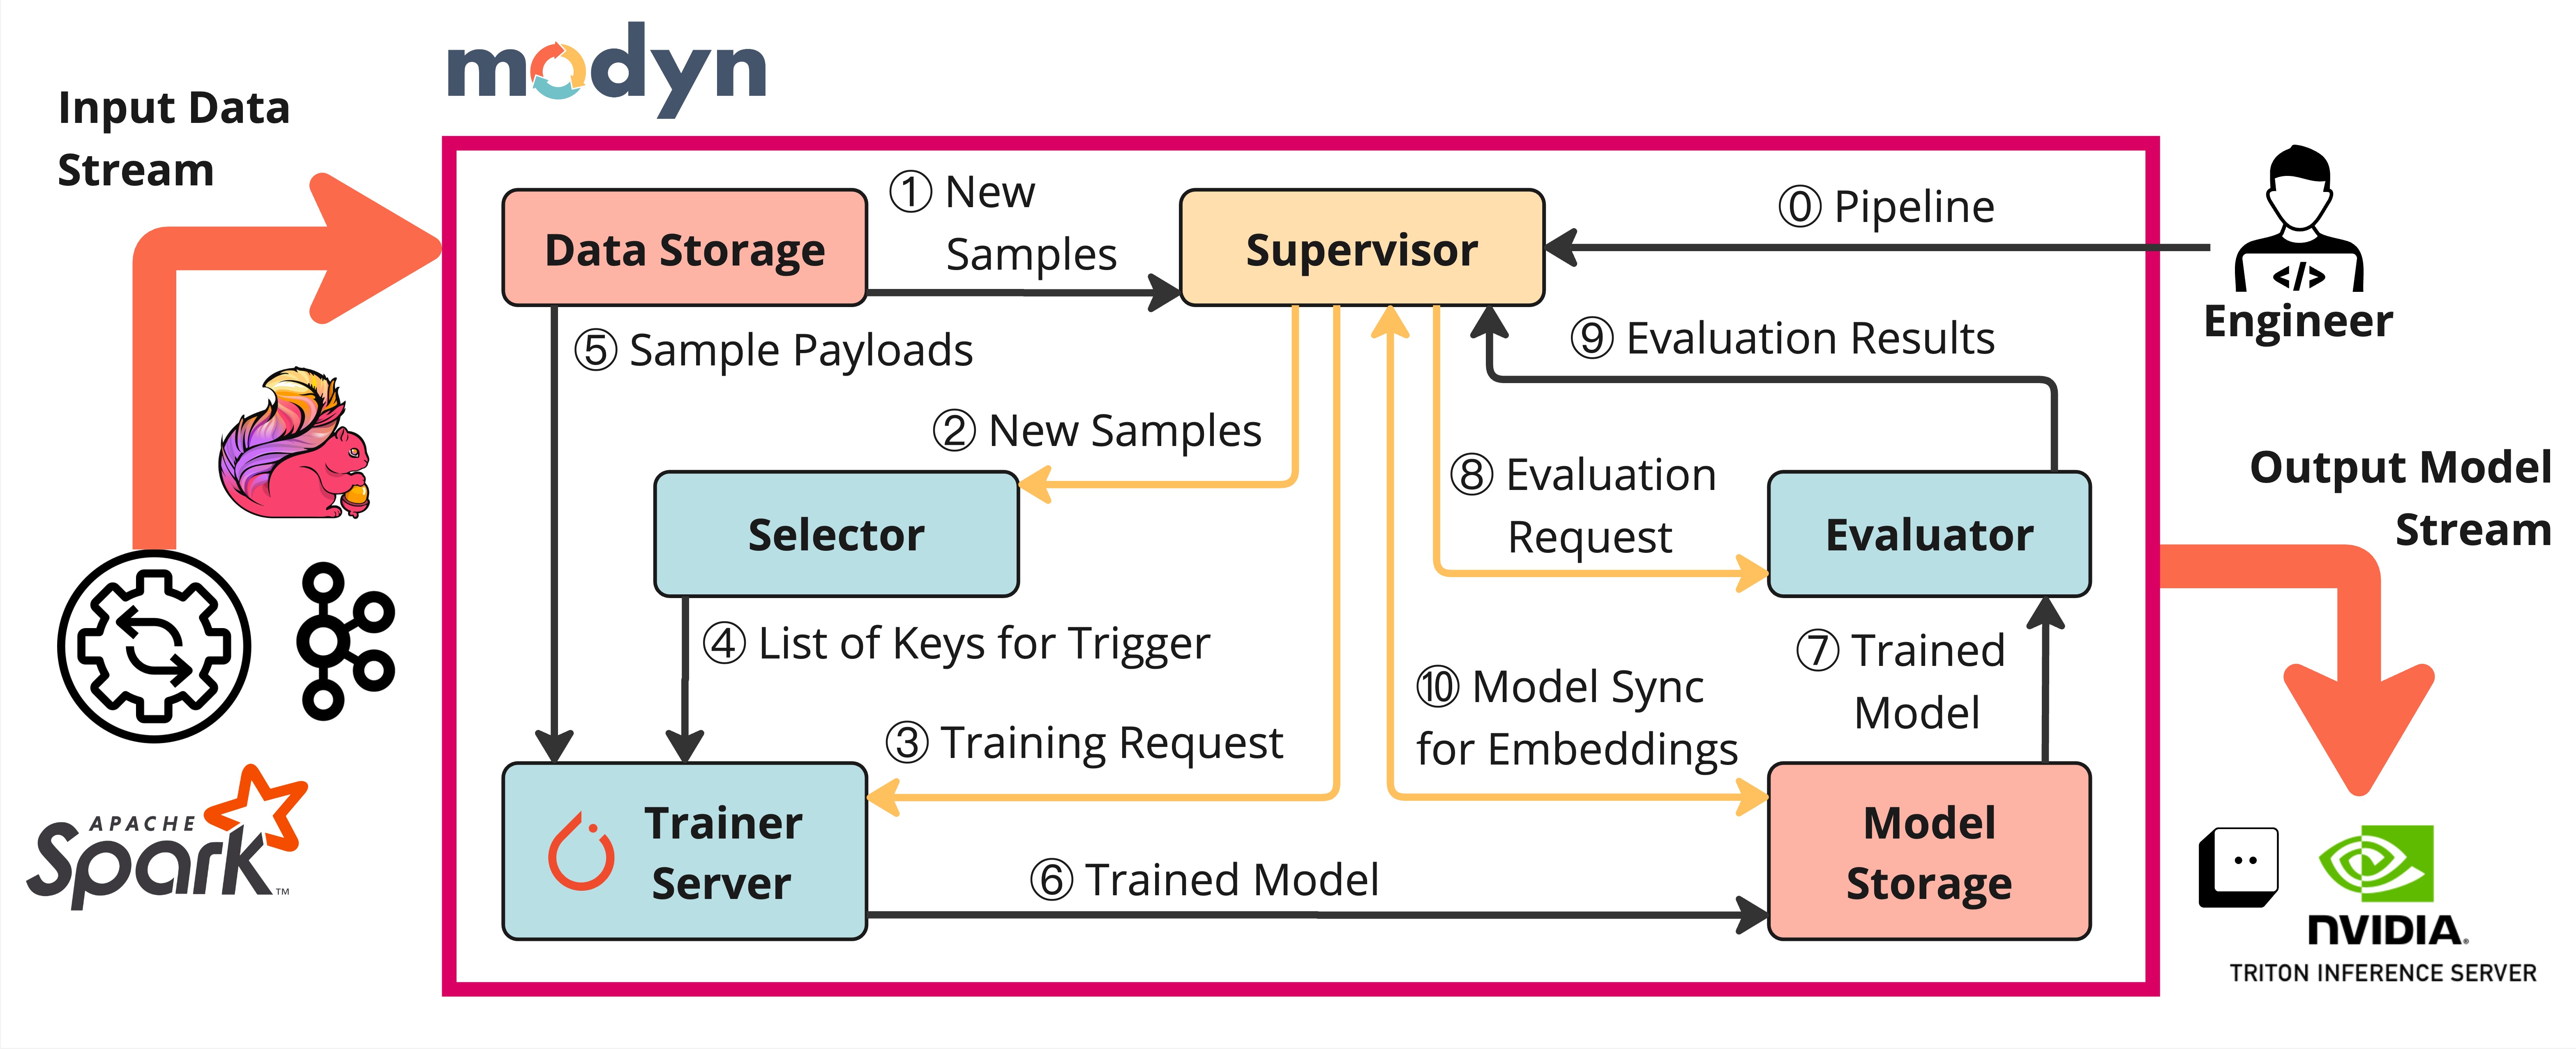 modyn
Input Data
Stream
① New
Samples
Data Storage
Supervisor
⓪ Pipeline
</>
Engineer
⑤ Sample Payloads
⑨ Evaluation Results
② New Samples
⑧ Evaluation
Request
Selector
Evaluator
Output Model
Stream
④ List of Keys for Trigger
⑦ Trained
Model
⑩ Model Sync
for Embeddings
③ Training Request
Trainer
Server
Model
Storage
⑥ Trained Model
APACHE
Spark™
NVIDIA®
TRITON INFERENCE SERVER